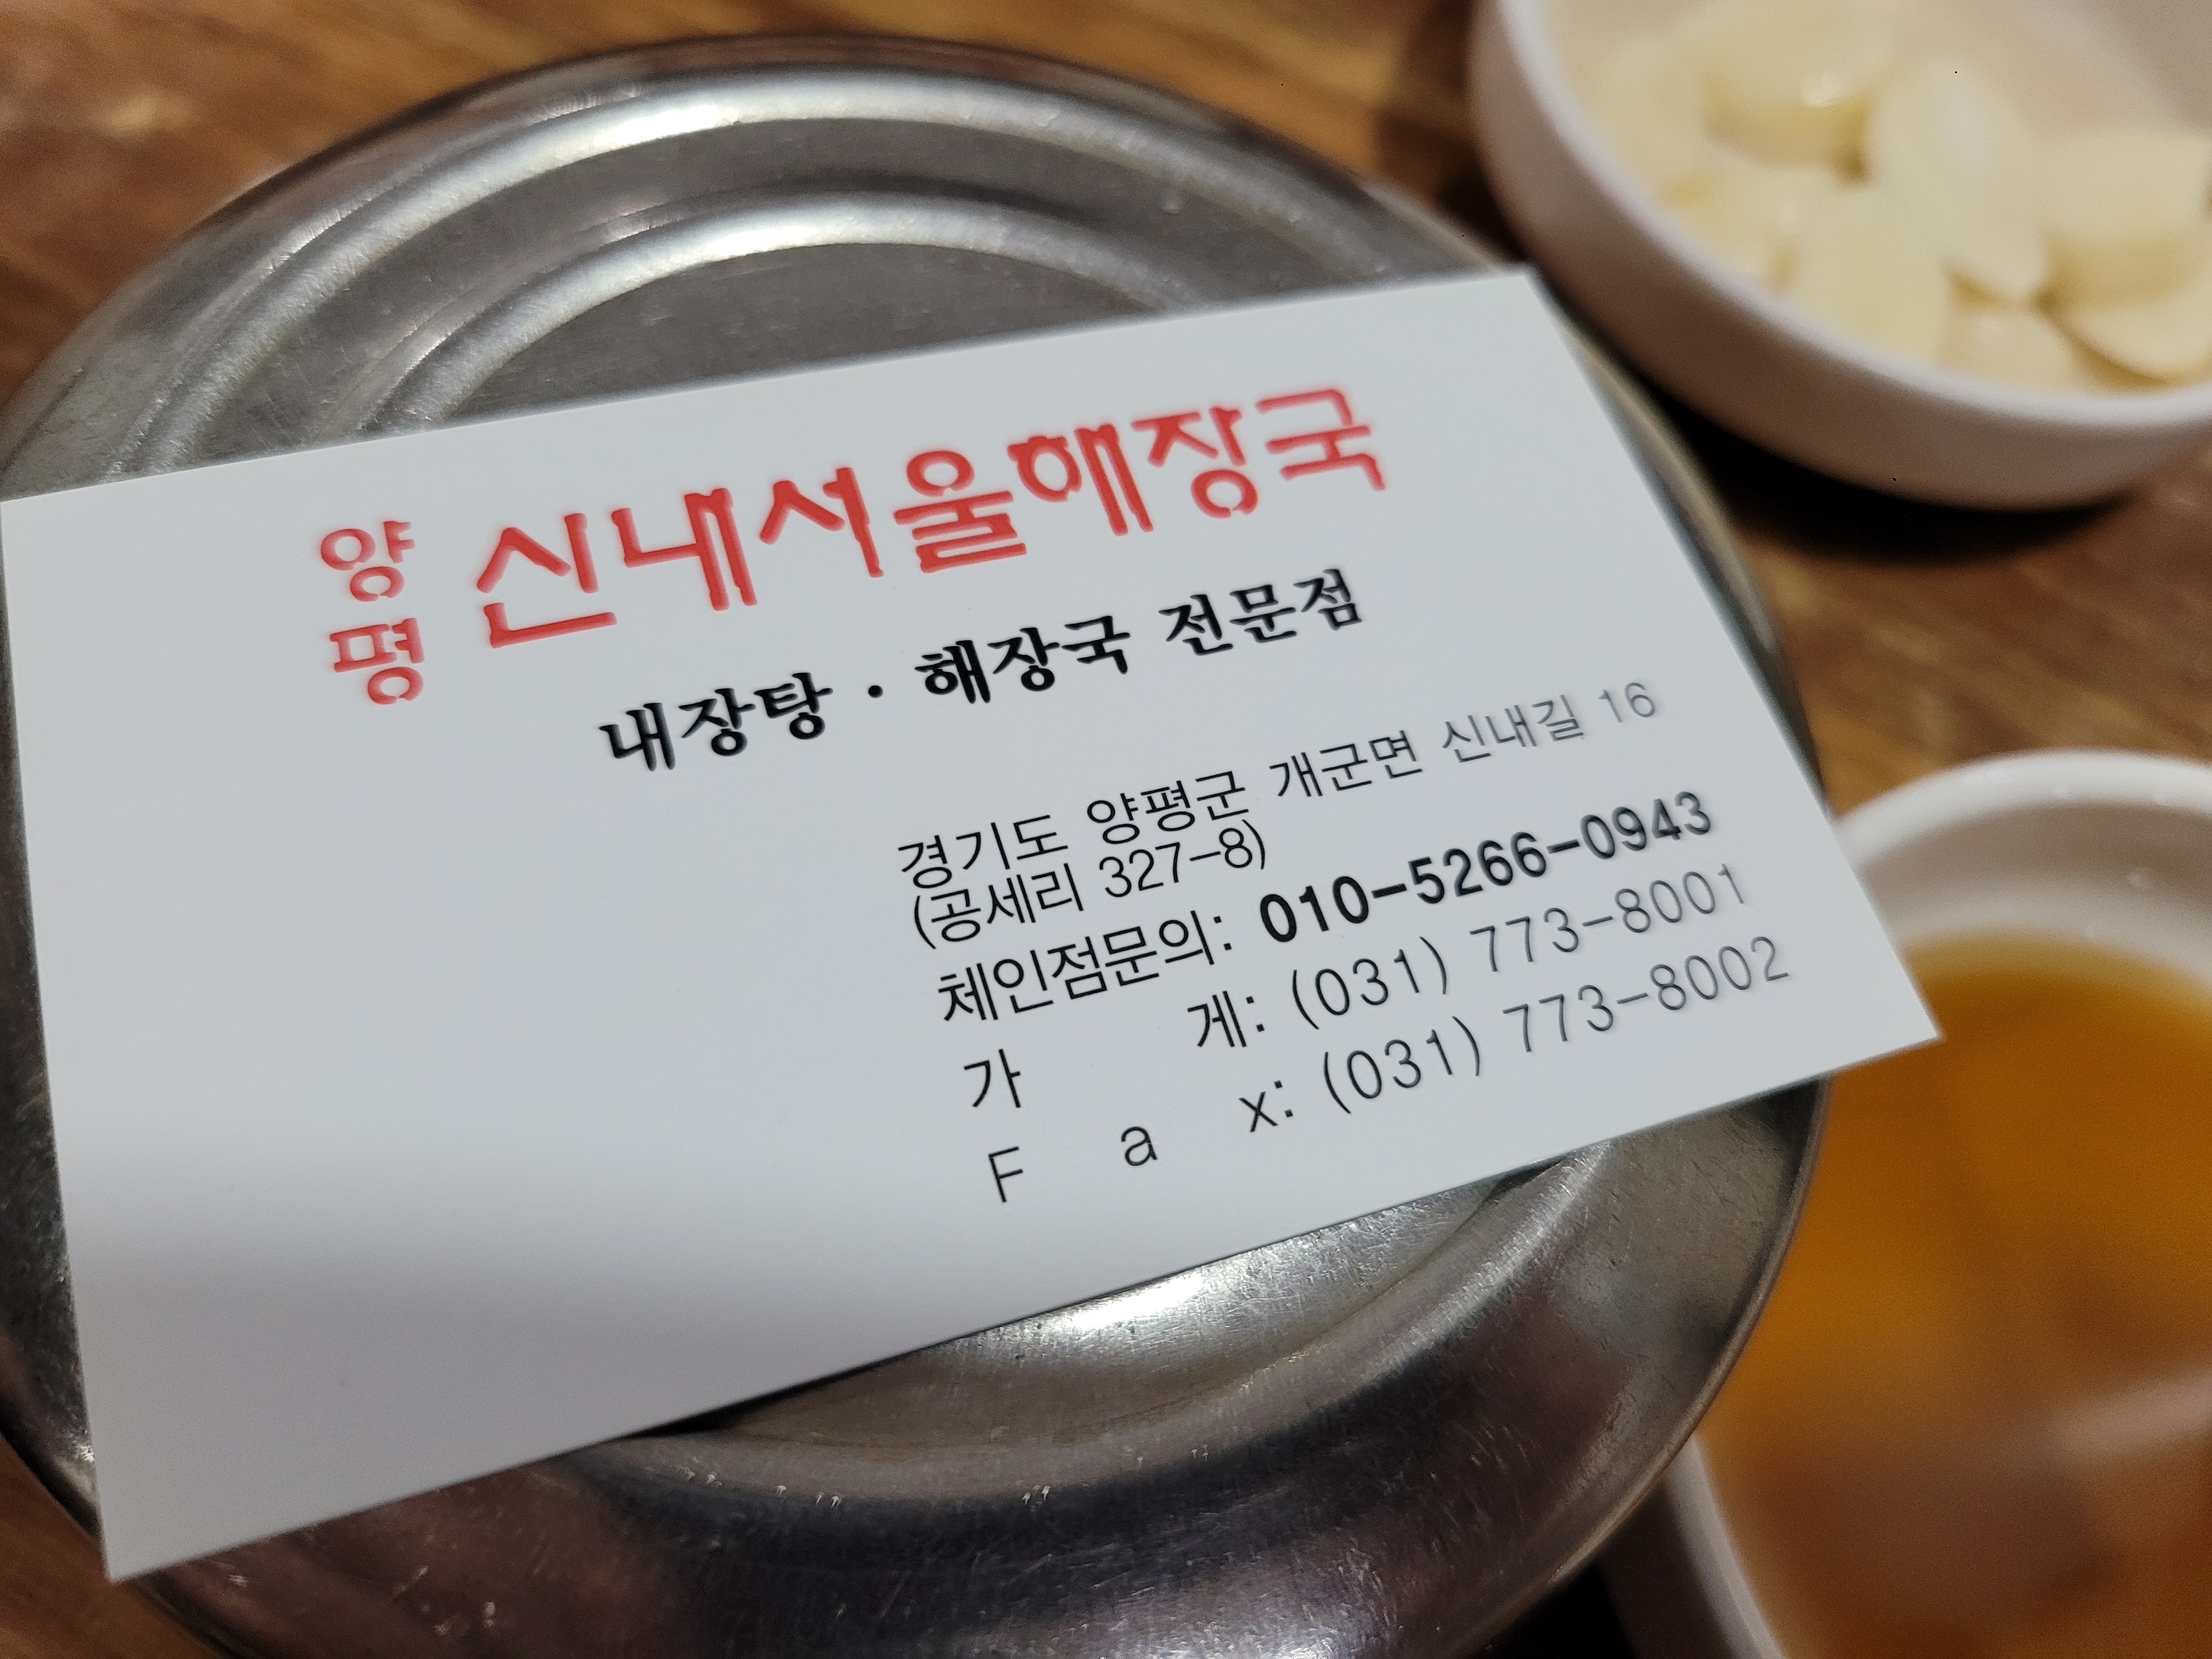 양평 신내서울해장국
내장탕 · 해장국 전문점
경기도 양평군 개군면 신내길 16
(공세리 327-8)
체인점문의: 010-5266-0943
가 게: (031) 773-8001
F a x: (031) 773-8002